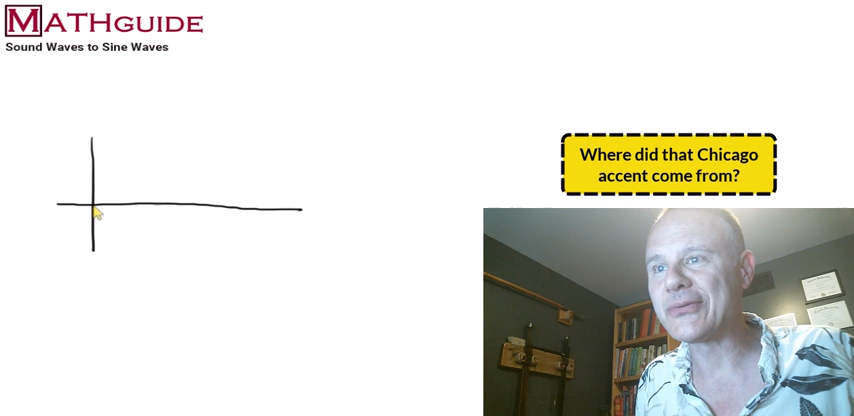 MATHGUIDE
Sound Waves to Sine Waves
Where did that Chicago
accent come from?